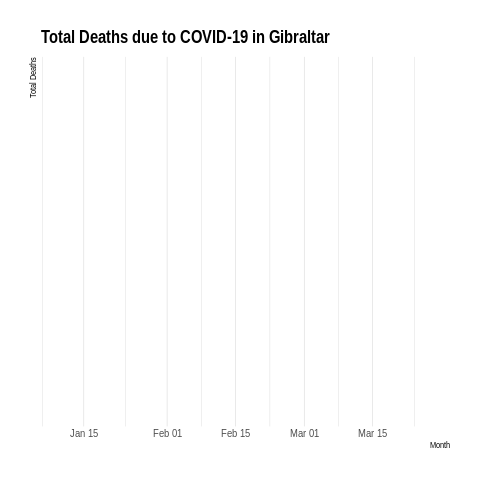 Total Deaths due to COVID-19 in Gibraltar
Total Deaths
Jan 15 Feb 01 Feb 15 Mar 01 Mar 15
Month